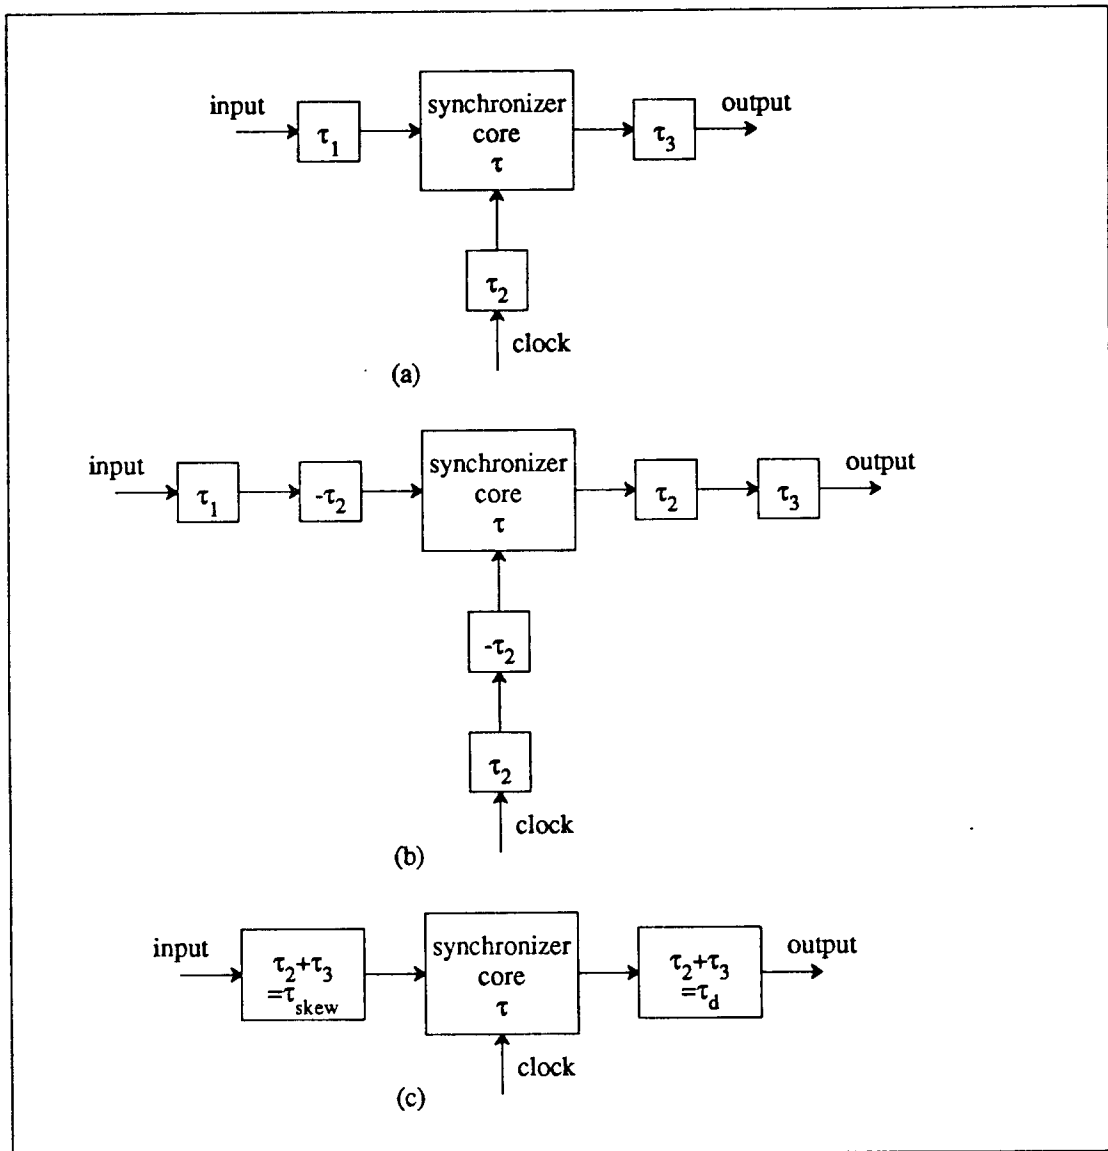 input
τ1
synchronizer
core
τ
τ3
output
τ2
clock
(a)
input
τ1
-τ2
synchronizer
core
τ
τ2
τ3
output
-τ2
τ2
clock
(b)
input
τ2+τ3
=τskew
synchronizer
core
τ
τ2+τ3
=τd
output
clock
(c)